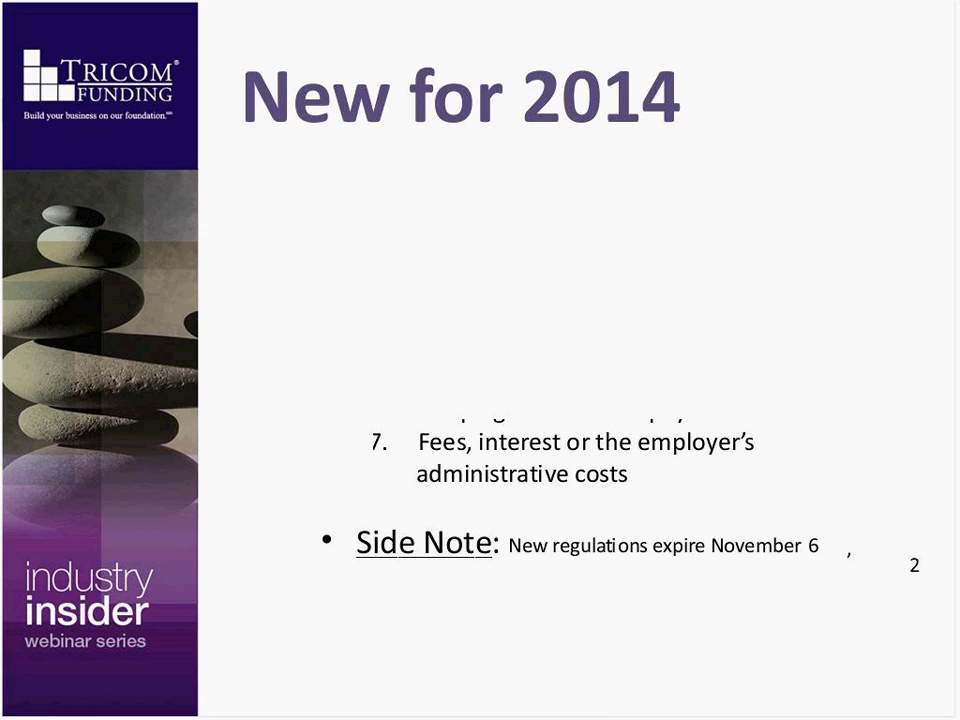 TRICOM®
FUNDING
Build your business on our foundation.℠
New for 2014
7. Fees, interest or the employer’s
administrative costs
• Side Note: New regulations expire November 6 ,
2
industry
insider
webinar series